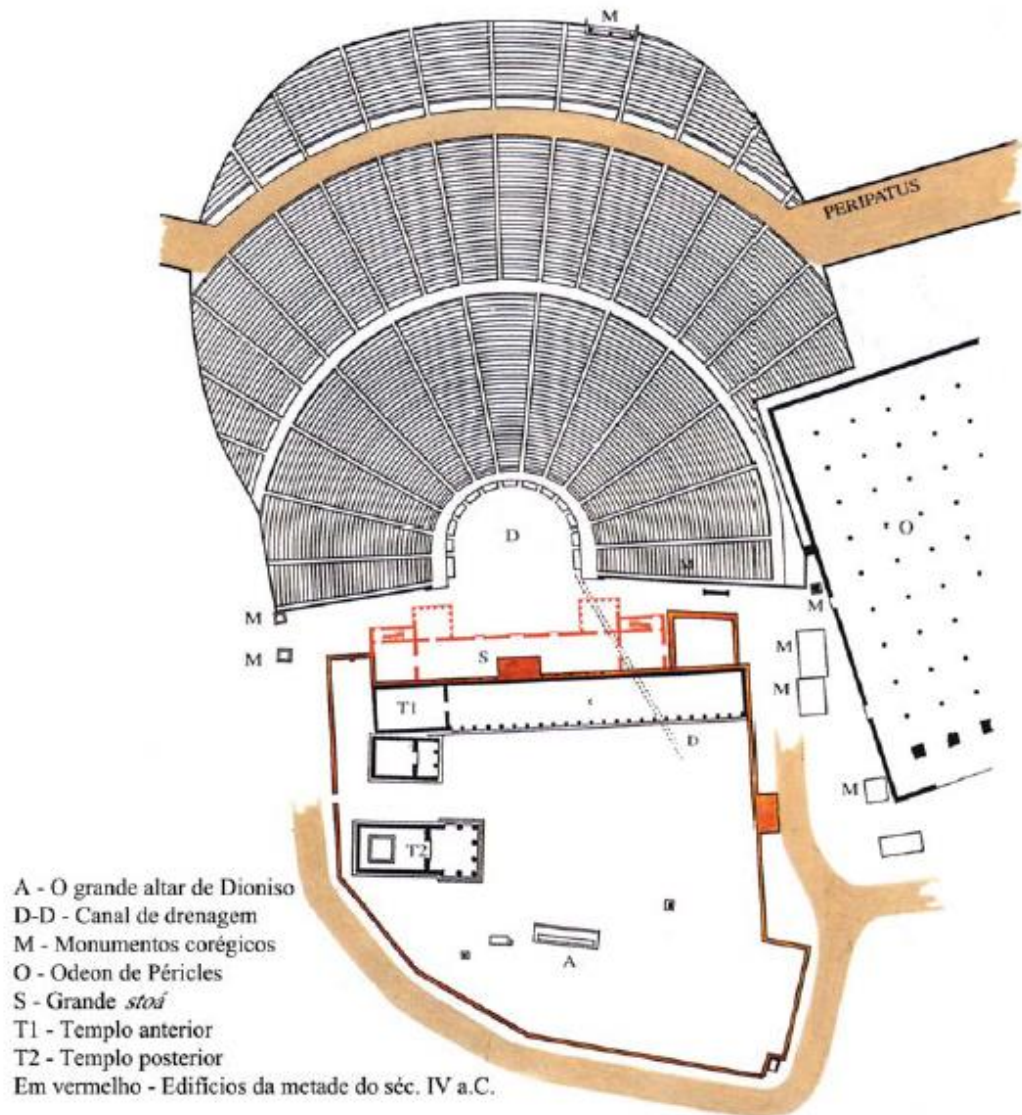 M
PERIPATUS
D
O
M
M
M
M
M
S
M
T1
D
M
T2
A
A - O grande altar de Dioniso
D-D - Canal de drenagem
M - Monumentos corégicos
O - Odeon de Péricles
S - Grande stoá
T1 - Templo anterior
T2 - Templo posterior
Em vermelho - Edifícios da metade do séc. IV a.C.